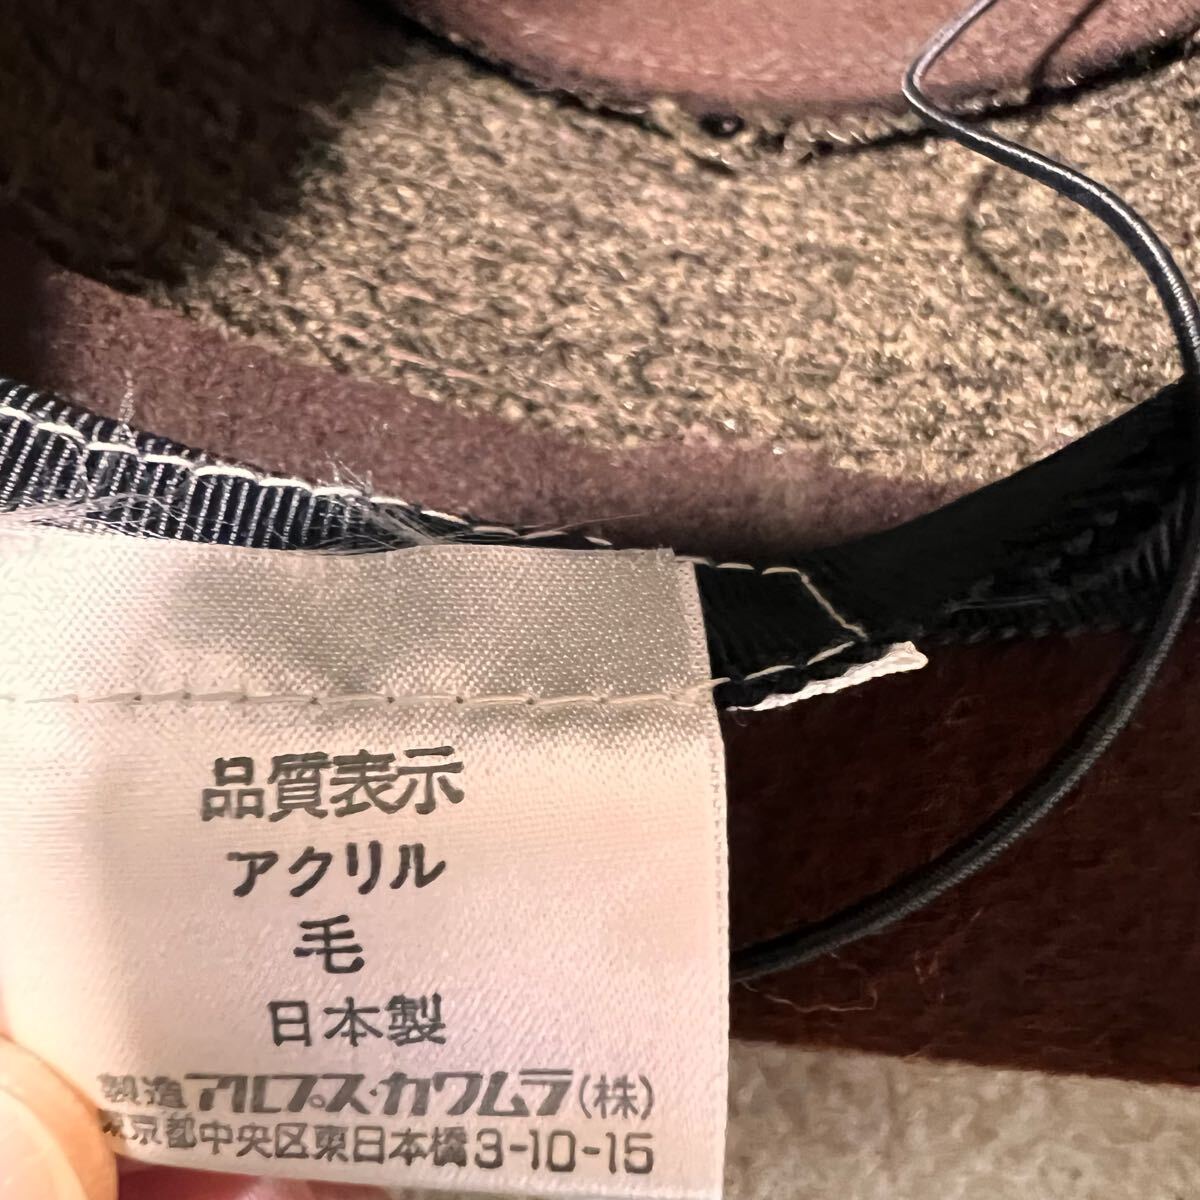 品質表示
アクリル
毛
日本製
製造 アルプス・カワムラ(株)
東京都中央区東日本橋3-10-15